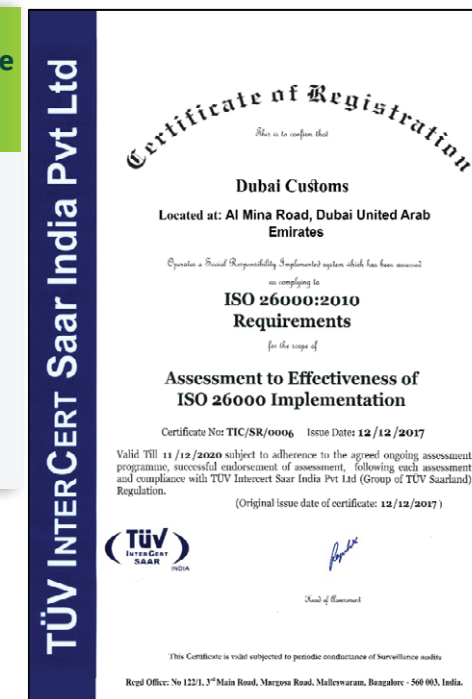 e
TÜV INTERCERT Saar India Pvt Ltd
Certificate of Registration
This is to confirm that
Dubai Customs
Located at: Al Mina Road, Dubai United Arab
Emirates
Operates a Social Responsibility Implemented system which has been assessed
as complying to
ISO 26000:2010
Requirements
for the scope of
Assessment to Effectiveness of
ISO 26000 Implementation
Certificate No: TIC/SR/0006 Issue Date: 12/12/2017
Valid Till 11/12/2020 subject to adherence to the agreed ongoing assessment
programme, successful endorsement of assessment, following each assessment
and compliance with TÜV Intercert Saar India Pvt Ltd (Group of TÜV Saarland)
Regulation.
(Original issue date of certificate: 12/12/2017 )
TÜV
INTERCERT
SAAR
INDIA
Head of Assessment
This Certificate is valid subjected to periodic conductance of Surveillance audits
Regd Office: No 122/1, 3rd Main Road, Margosa Road, Malleswaram, Bangalore - 560 003, India.